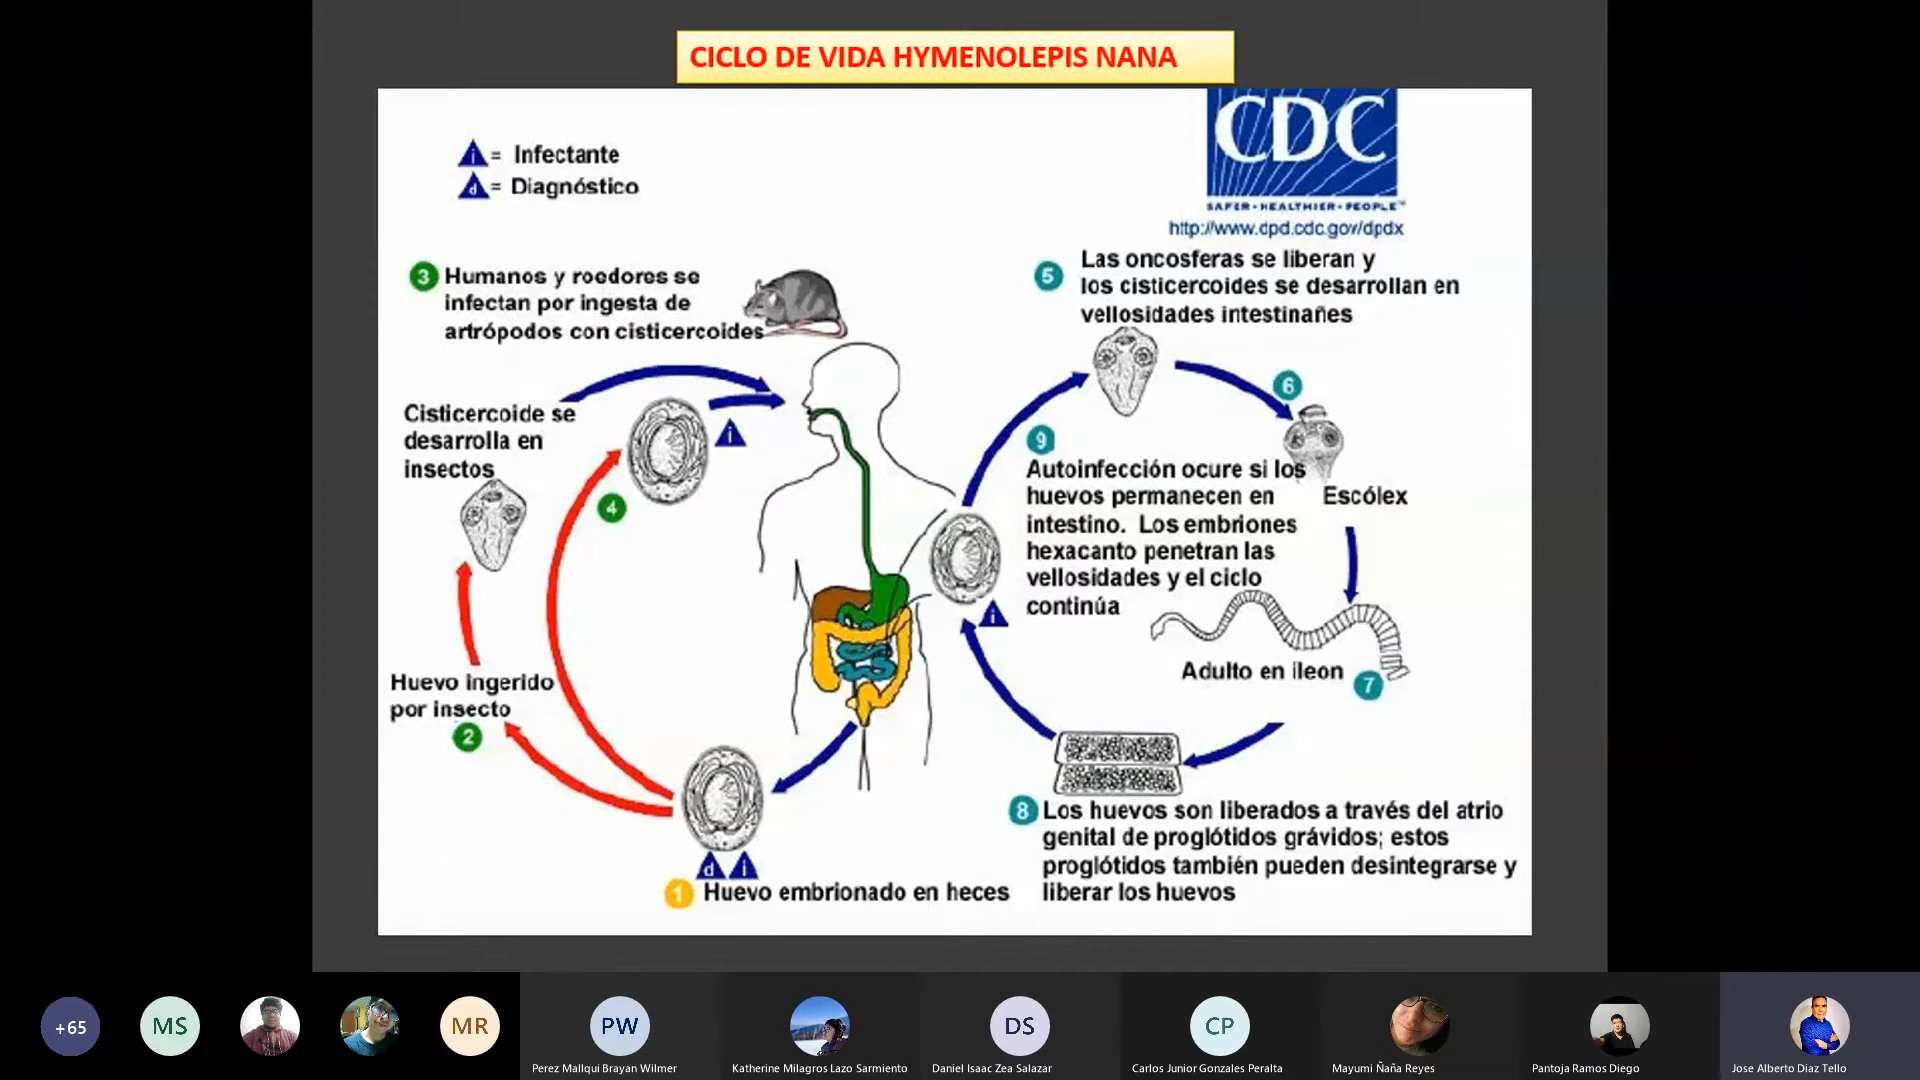 CICLO DE VIDA HYMENOLEPIS NANA
CDC
SAFER • HEALTHIER • PEOPLE™
http://www.dpd.cdc.gov/dpdx
i = Infectante
d = Diagnóstico
3 Humanos y roedores se
infectan por ingesta de
artrópodos con cisticercoides
5 Las oncosferas se liberan y
los cisticercoides se desarrollan en
vellosidades intestinañes
6
Cisticercoide se
desarrolla en
insectos
i
4
9
Autoinfección ocure si los
huevos permanecen en
intestino. Los embriones
hexacanto penetran las
vellosidades y el ciclo
continúa
Escólex
i
Adulto en íleon
7
Huevo ingerido
por insecto
2
8 Los huevos son liberados a través del atrio
genital de proglótidos grávidos; estos
proglótidos también pueden desintegrarse y
liberar los huevos
d i
1 Huevo embrionado en heces
+65
MS
MR
PW
DS
CP
Perez Mallqui Brayan Wilmer
Katherine Milagros Lazo Sarmiento
Daniel Isaac Zea Salazar
Carlos Junior Gonzales Peralta
Mayumi Ñaña Reyes
Pantoja Ramos Diego
Jose Alberto Diaz Tello